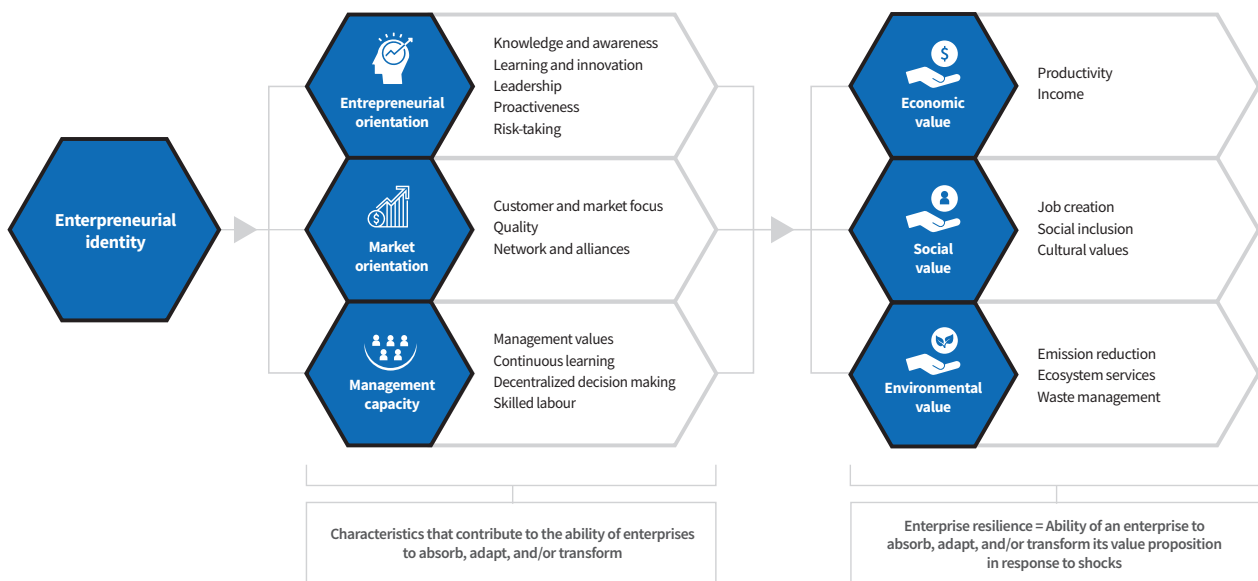 Enterpreneurial
identity
Entrepreneurial
orientation
Knowledge and awareness
Learning and innovation
Leadership
Proactiveness
Risk-taking
Market
orientation
Customer and market focus
Quality
Network and alliances
Management
capacity
Management values
Continuous learning
Decentralized decision making
Skilled labour
Characteristics that contribute to the ability of enterprises
to absorb, adapt, and/or transform
$
Economic
value
Productivity
Income
Social
value
Job creation
Social inclusion
Cultural values
Environmental
value
Emission reduction
Ecosystem services
Waste management
Enterprise resilience = Ability of an enterprise to
absorb, adapt, and/or transform its value proposition
in response to shocks